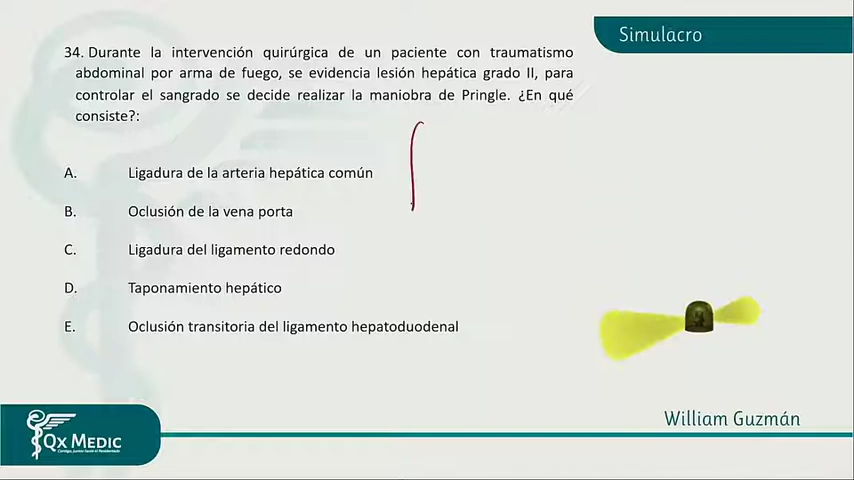 Simulacro
34. Durante la intervención quirúrgica de un paciente con traumatismo
abdominal por arma de fuego, se evidencia lesión hepática grado II, para
controlar el sangrado se decide realizar la maniobra de Pringle. ¿En qué
consiste?:
A. Ligadura de la arteria hepática común
B. Oclusión de la vena porta
C. Ligadura del ligamento redondo
D. Taponamiento hepático
E. Oclusión transitoria del ligamento hepatoduodenal
William Guzmán
Qx MEDIC